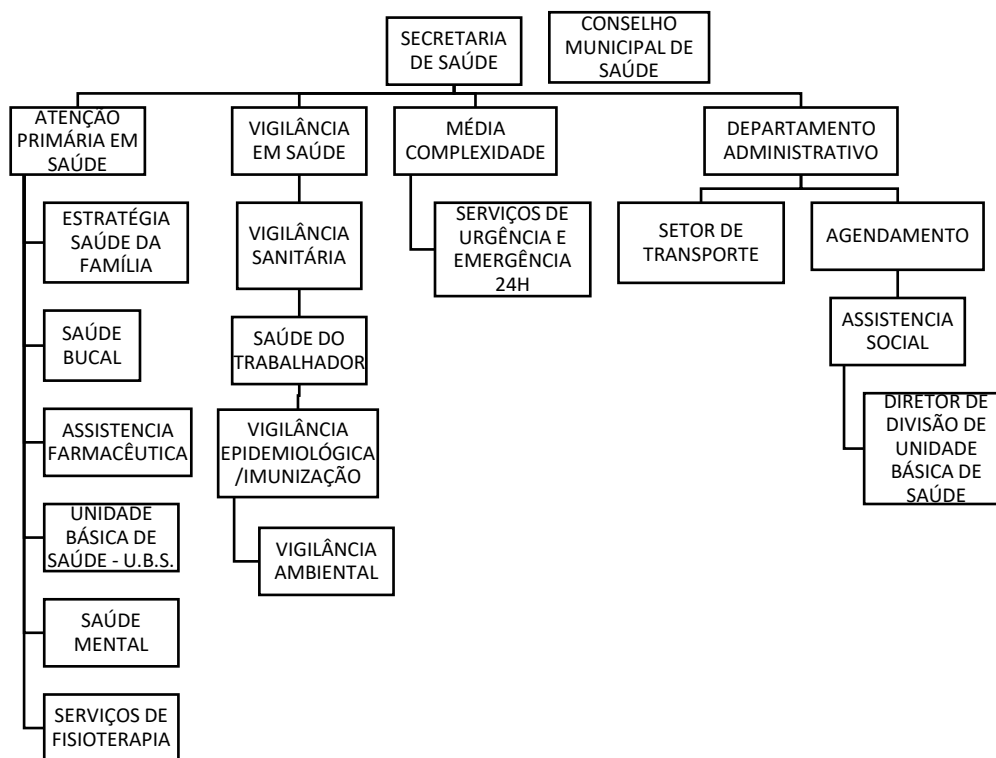 SECRETARIA
DE SAÚDE
CONSELHO
MUNICIPAL DE
SAÚDE
ATENÇÃO
PRIMÁRIA EM
SAÚDE
VIGILÂNCIA
EM SAÚDE
MÉDIA
COMPLEXIDADE
DEPARTAMENTO
ADMINISTRATIVO
ESTRATÉGIA
SAÚDE DA
FAMÍLIA
VIGILÂNCIA
SANITÁRIA
SERVIÇOS DE
URGÊNCIA E
EMERGÊNCIA
24H
SETOR DE
TRANSPORTE
AGENDAMENTO
SAÚDE
BUCAL
SAÚDE DO
TRABALHADOR
ASSISTENCIA
SOCIAL
ASSISTENCIA
FARMACÊUTICA
VIGILÂNCIA
EPIDEMIOLÓGICA
/IMUNIZAÇÃO
DIRETOR DE
DIVISÃO DE
UNIDADE
BÁSICA DE
SAÚDE
UNIDADE
BÁSICA DE
SAÚDE - U.B.S.
VIGILÂNCIA
AMBIENTAL
SAÚDE
MENTAL
SERVIÇOS DE
FISIOTERAPIA